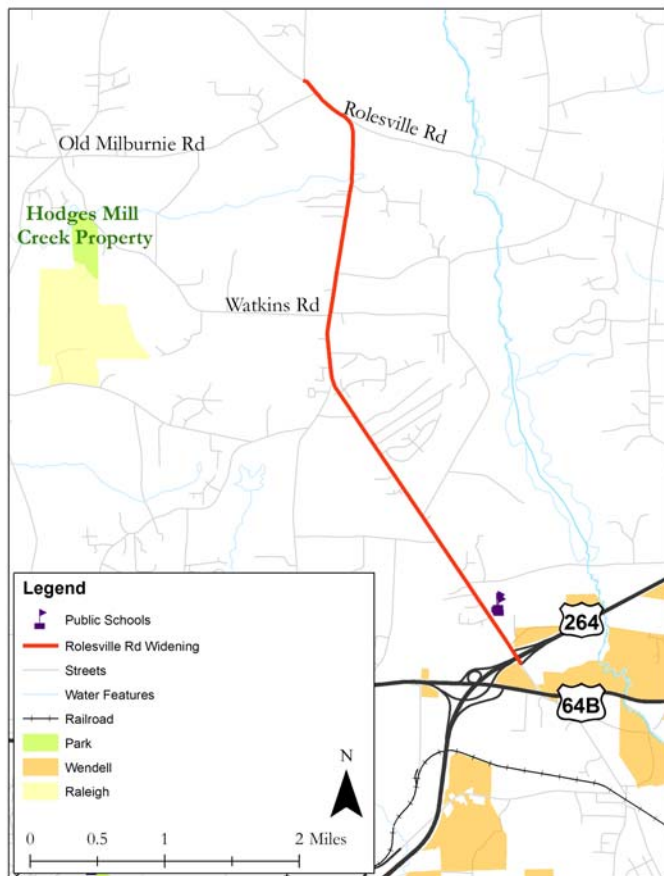 Rolesville Rd
Old Milburnie Rd
Hodges Mill
Creek Property
Watkins Rd
264
64B
Legend
Public Schools
Rolesville Rd Widening
Streets
Water Features
Railroad
Park
Wendell
Raleigh
N
0 0.5 1 2 Miles